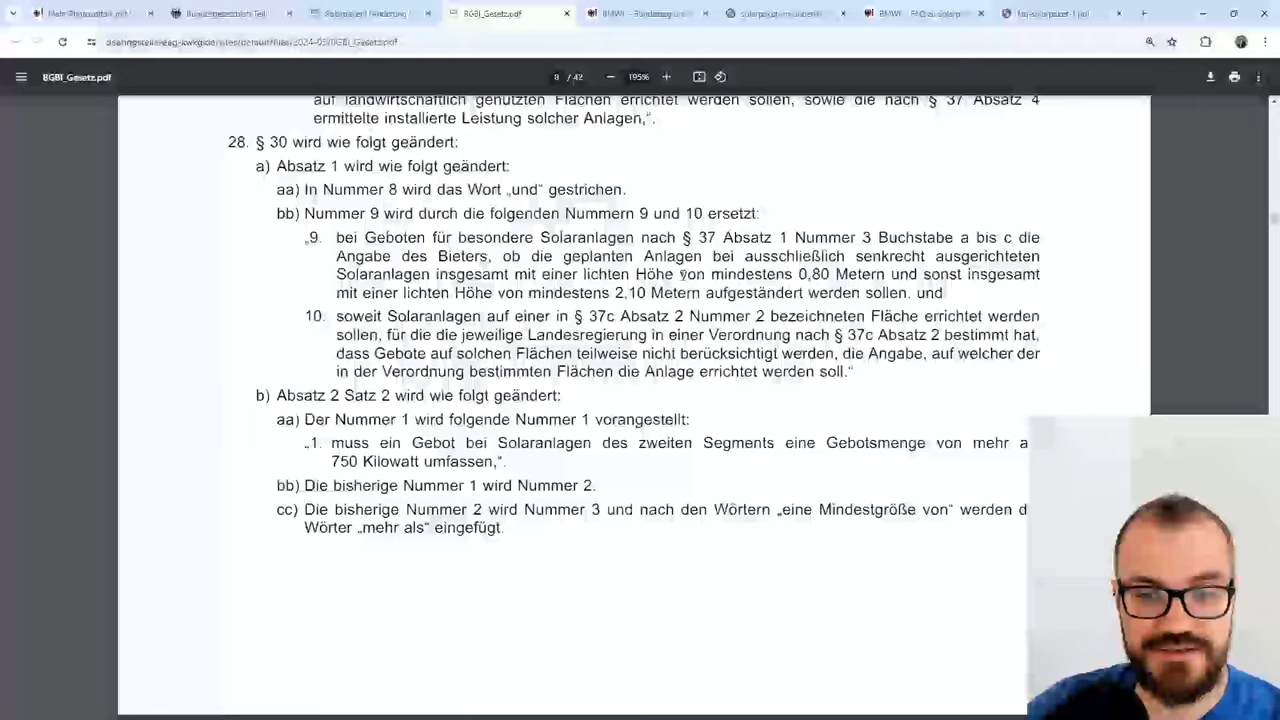 RGBI_Gesetz.pdf
BGBl_Gesetz.pdf
8 / 42
195%
auf landwirtschaftlich genutzten Flächen errichtet werden sollen, sowie die nach § 37 Absatz 4
ermittelte installierte Leistung solcher Anlagen,“.
28. § 30 wird wie folgt geändert:
a) Absatz 1 wird wie folgt geändert:
aa) In Nummer 8 wird das Wort „und“ gestrichen.
bb) Nummer 9 wird durch die folgenden Nummern 9 und 10 ersetzt:
„9. bei Geboten für besondere Solaranlagen nach § 37 Absatz 1 Nummer 3 Buchstabe a bis c die
Angabe des Bieters, ob die geplanten Anlagen bei ausschließlich senkrecht ausgerichteten
Solaranlagen insgesamt mit einer lichten Höhe von mindestens 0,80 Metern und sonst insgesamt
mit einer lichten Höhe von mindestens 2,10 Metern aufgeständert werden sollen. und
10. soweit Solaranlagen auf einer in § 37c Absatz 2 Nummer 2 bezeichneten Fläche errichtet werden
sollen, für die die jeweilige Landesregierung in einer Verordnung nach § 37c Absatz 2 bestimmt hat,
dass Gebote auf solchen Flächen teilweise nicht berücksichtigt werden, die Angabe, auf welcher der
in der Verordnung bestimmten Flächen die Anlage errichtet werden soll.“
b) Absatz 2 Satz 2 wird wie folgt geändert:
aa) Der Nummer 1 wird folgende Nummer 1 vorangestellt:
„1. muss ein Gebot bei Solaranlagen des zweiten Segments eine Gebotsmenge von mehr a
750 Kilowatt umfassen,“.
bb) Die bisherige Nummer 1 wird Nummer 2.
cc) Die bisherige Nummer 2 wird Nummer 3 und nach den Wörtern „eine Mindestgröße von“ werden d
Wörter „mehr als“ eingefügt.